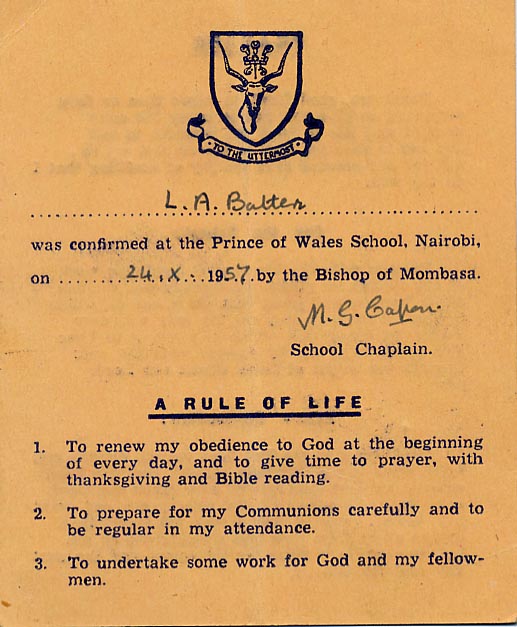 TO THE UTTERMOST
L. A. Balten
was confirmed at the Prince of Wales School, Nairobi,
on ........24..X...1957.by the Bishop of Mombasa.
M. G. Capon.
School Chaplain.
A RULE OF LIFE
1. To renew my obedience to God at the beginning
of every day, and to give time to prayer, with
thanksgiving and Bible reading.
2. To prepare for my Communions carefully and to
be regular in my attendance.
3. To undertake some work for God and my fellow-
men.